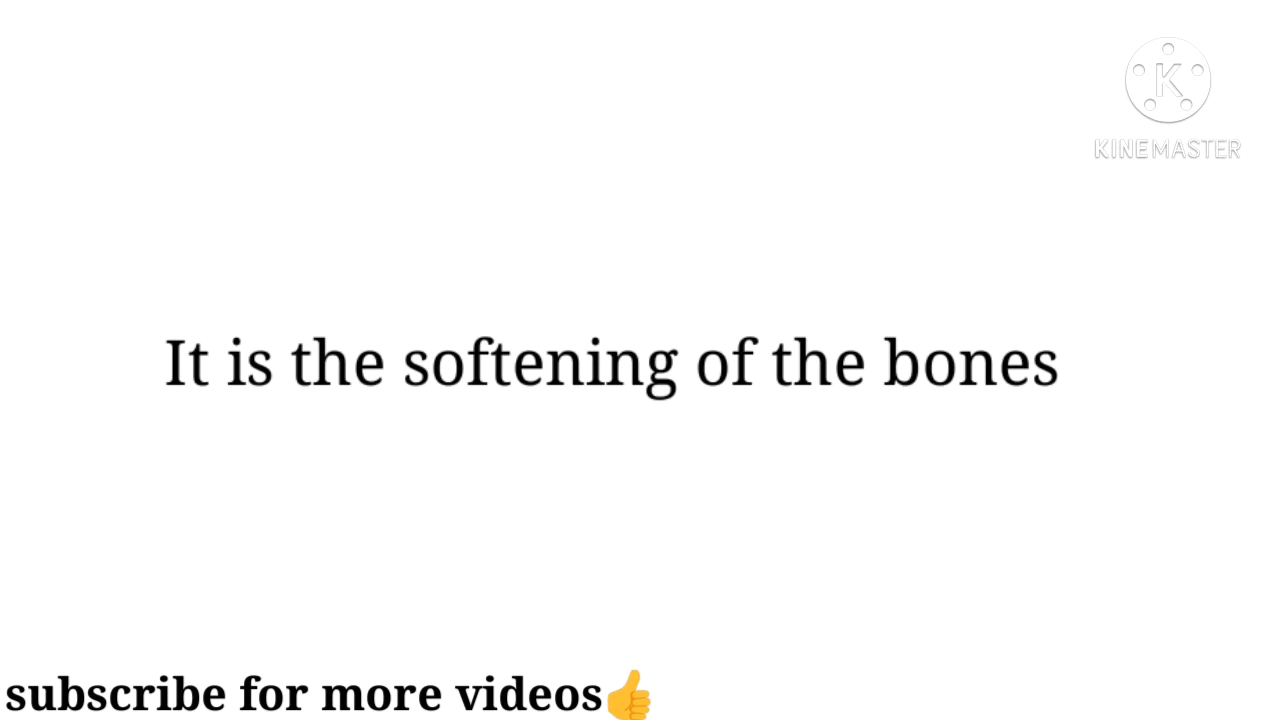 KINEMASTER
It is the softening of the bones
subscribe for more videos👍